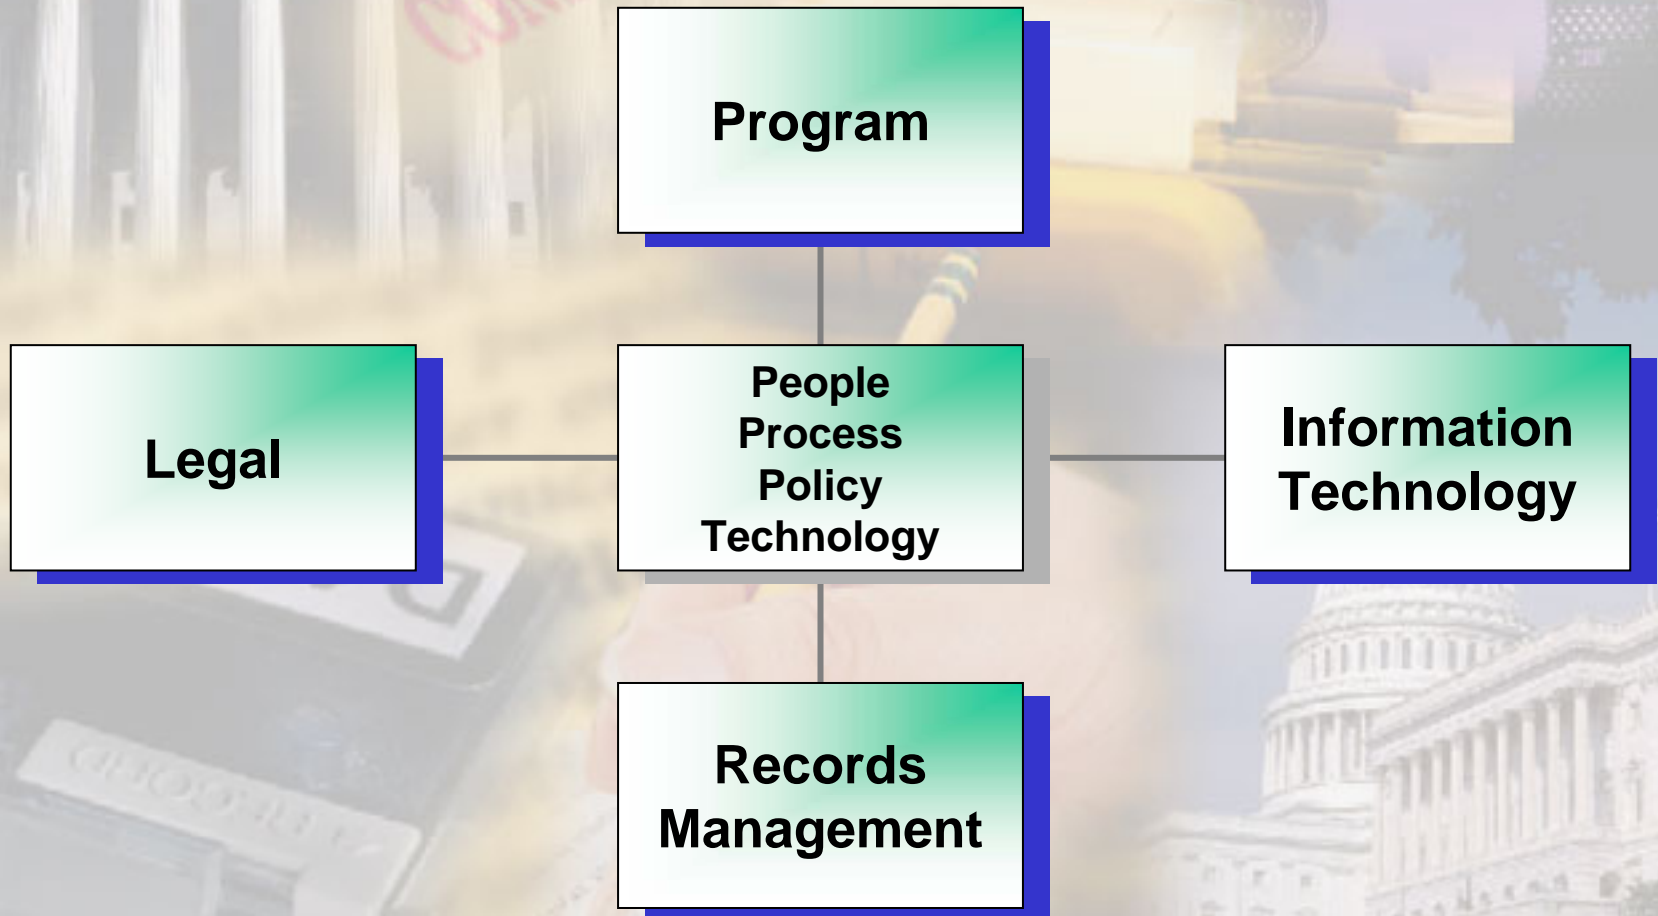 Program
Legal
People
Process
Policy
Technology
Information
Technology
Records
Management